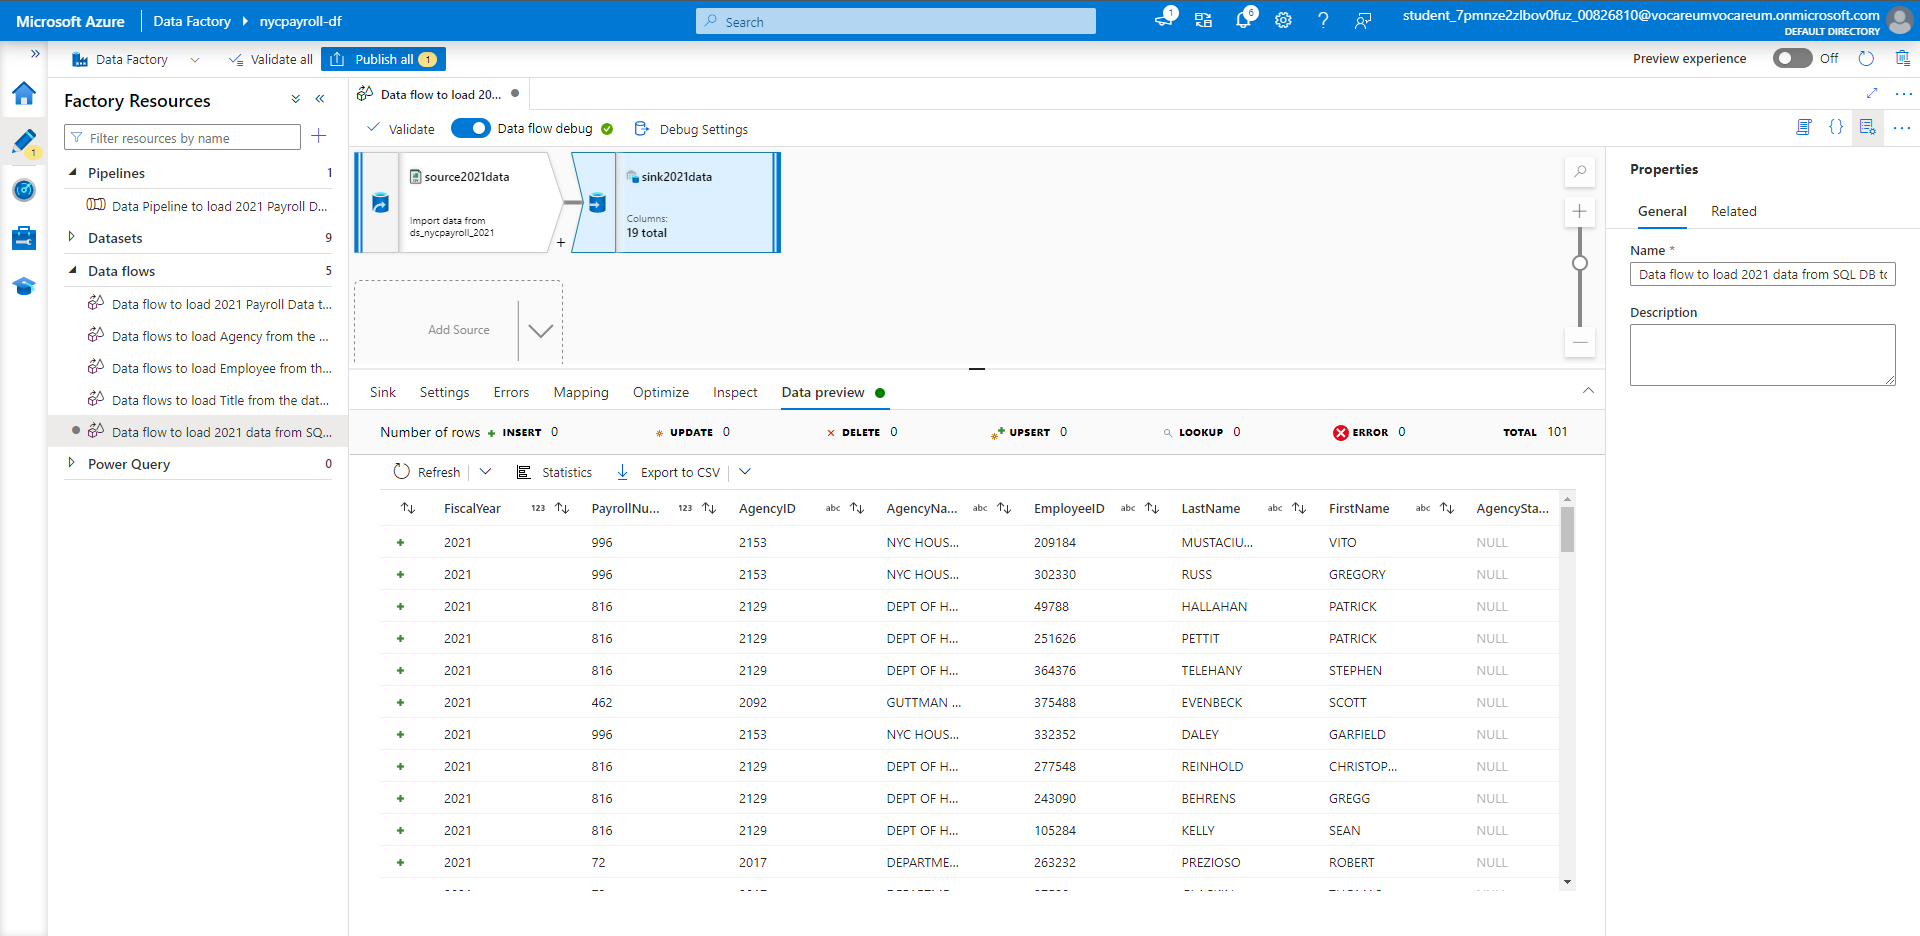 Microsoft Azure
Data Factory
nycpayroll-df
Search
1
6
student_7pmnze2zlbov0fuz_00826810@vocareumvocareum.onmicrosoft.com
DEFAULT DIRECTORY
Data Factory
Validate all
Publish all 1
Preview experience
Off
Factory Resources
Data flow to load 20...
Filter resources by name
Validate
Data flow debug
Debug Settings
1
Pipelines 1
Data Pipeline to load 2021 Payroll D...
Datasets 9
Data flows 5
Data flow to load 2021 Payroll Data t...
Data flows to load Agency from the ...
Data flows to load Employee from th...
Data flows to load Title from the dat...
Data flow to load 2021 data from SQ...
Power Query 0
source2021data
Import data from
ds_nycpayroll_2021
+
sink2021data
Columns:
19 total
Add Source
Properties
General Related
Name *
Data flow to load 2021 data from SQL DB to
Description
Sink Settings Errors Mapping Optimize Inspect Data preview
Number of rows INSERT 0 UPDATE 0 DELETE 0 UPSERT 0 LOOKUP 0 ERROR 0 TOTAL 101
Refresh Statistics Export to CSV
FiscalYear 123 PayrollNu... 123 AgencyID abc AgencyNa... abc EmployeeID abc LastName abc FirstName abc AgencySta...
2021 996 2153 NYC HOUS... 209184 MUSTACIU... VITO NULL
2021 996 2153 NYC HOUS... 302330 RUSS GREGORY NULL
2021 816 2129 DEPT OF H... 49788 HALLAHAN PATRICK NULL
2021 816 2129 DEPT OF H... 251626 PETTIT PATRICK NULL
2021 816 2129 DEPT OF H... 364376 TELEHANY STEPHEN NULL
2021 462 2092 GUTTMAN ... 375488 EVENBECK SCOTT NULL
2021 996 2153 NYC HOUS... 332352 DALEY GARFIELD NULL
2021 816 2129 DEPT OF H... 277548 REINHOLD CHRISTOP... NULL
2021 816 2129 DEPT OF H... 243090 BEHRENS GREGG NULL
2021 816 2129 DEPT OF H... 105284 KELLY SEAN NULL
2021 72 2017 DEPARTME... 263232 PREZIOSO ROBERT NULL